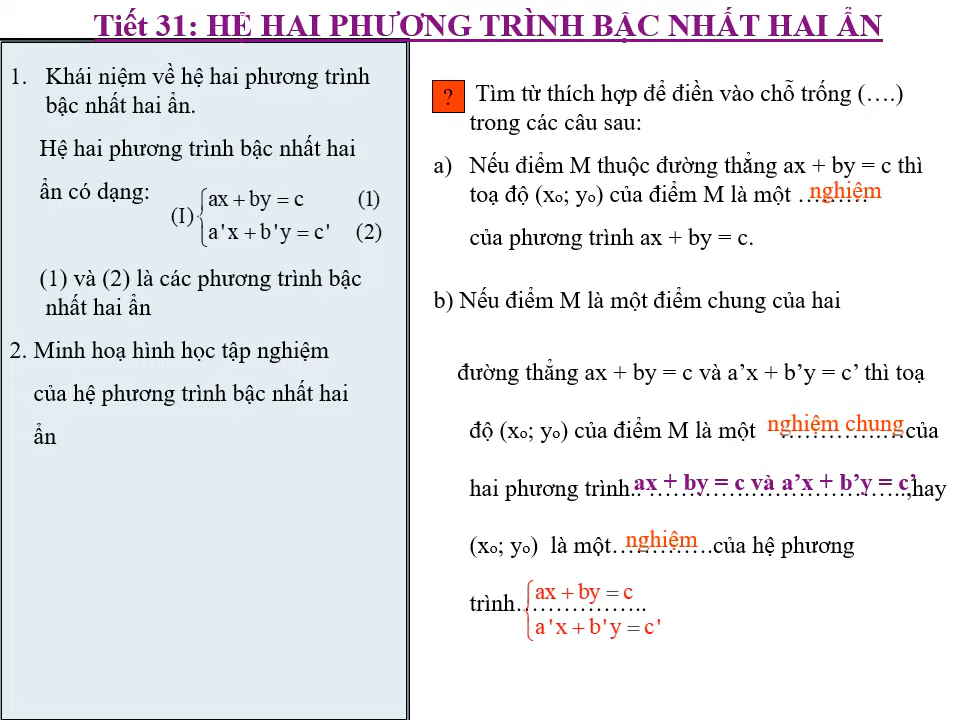 Tiết 31: HỆ HAI PHƯƠNG TRÌNH BẬC NHẤT HAI ẨN
1. Khái niệm về hệ hai phương trình
bậc nhất hai ẩn.
Hệ hai phương trình bậc nhất hai
ẩn có dạng:
(I) { ax + by = c (1)
a'x + b'y = c' (2)
(1) và (2) là các phương trình bậc
nhất hai ẩn
2. Minh hoạ hình học tập nghiệm
của hệ phương trình bậc nhất hai
ẩn
? Tìm từ thích hợp để điền vào chỗ trống (….)
trong các câu sau:
a) Nếu điểm M thuộc đường thẳng ax + by = c thì
toạ độ (xₒ; yₒ) của điểm M là một nghiệm ………
của phương trình ax + by = c.
b) Nếu điểm M là một điểm chung của hai
đường thẳng ax + by = c và a’x + b’y = c’ thì toạ
độ (xₒ; yₒ) của điểm M là một nghiệm chung ……………của
hai phương trình.. ax + by = c và a’x + b’y = c’ ……………………………..,hay
(xₒ; yₒ) là một nghiệm ………….của hệ phương
trình……………..
{ ax + by = c
a'x + b'y = c'